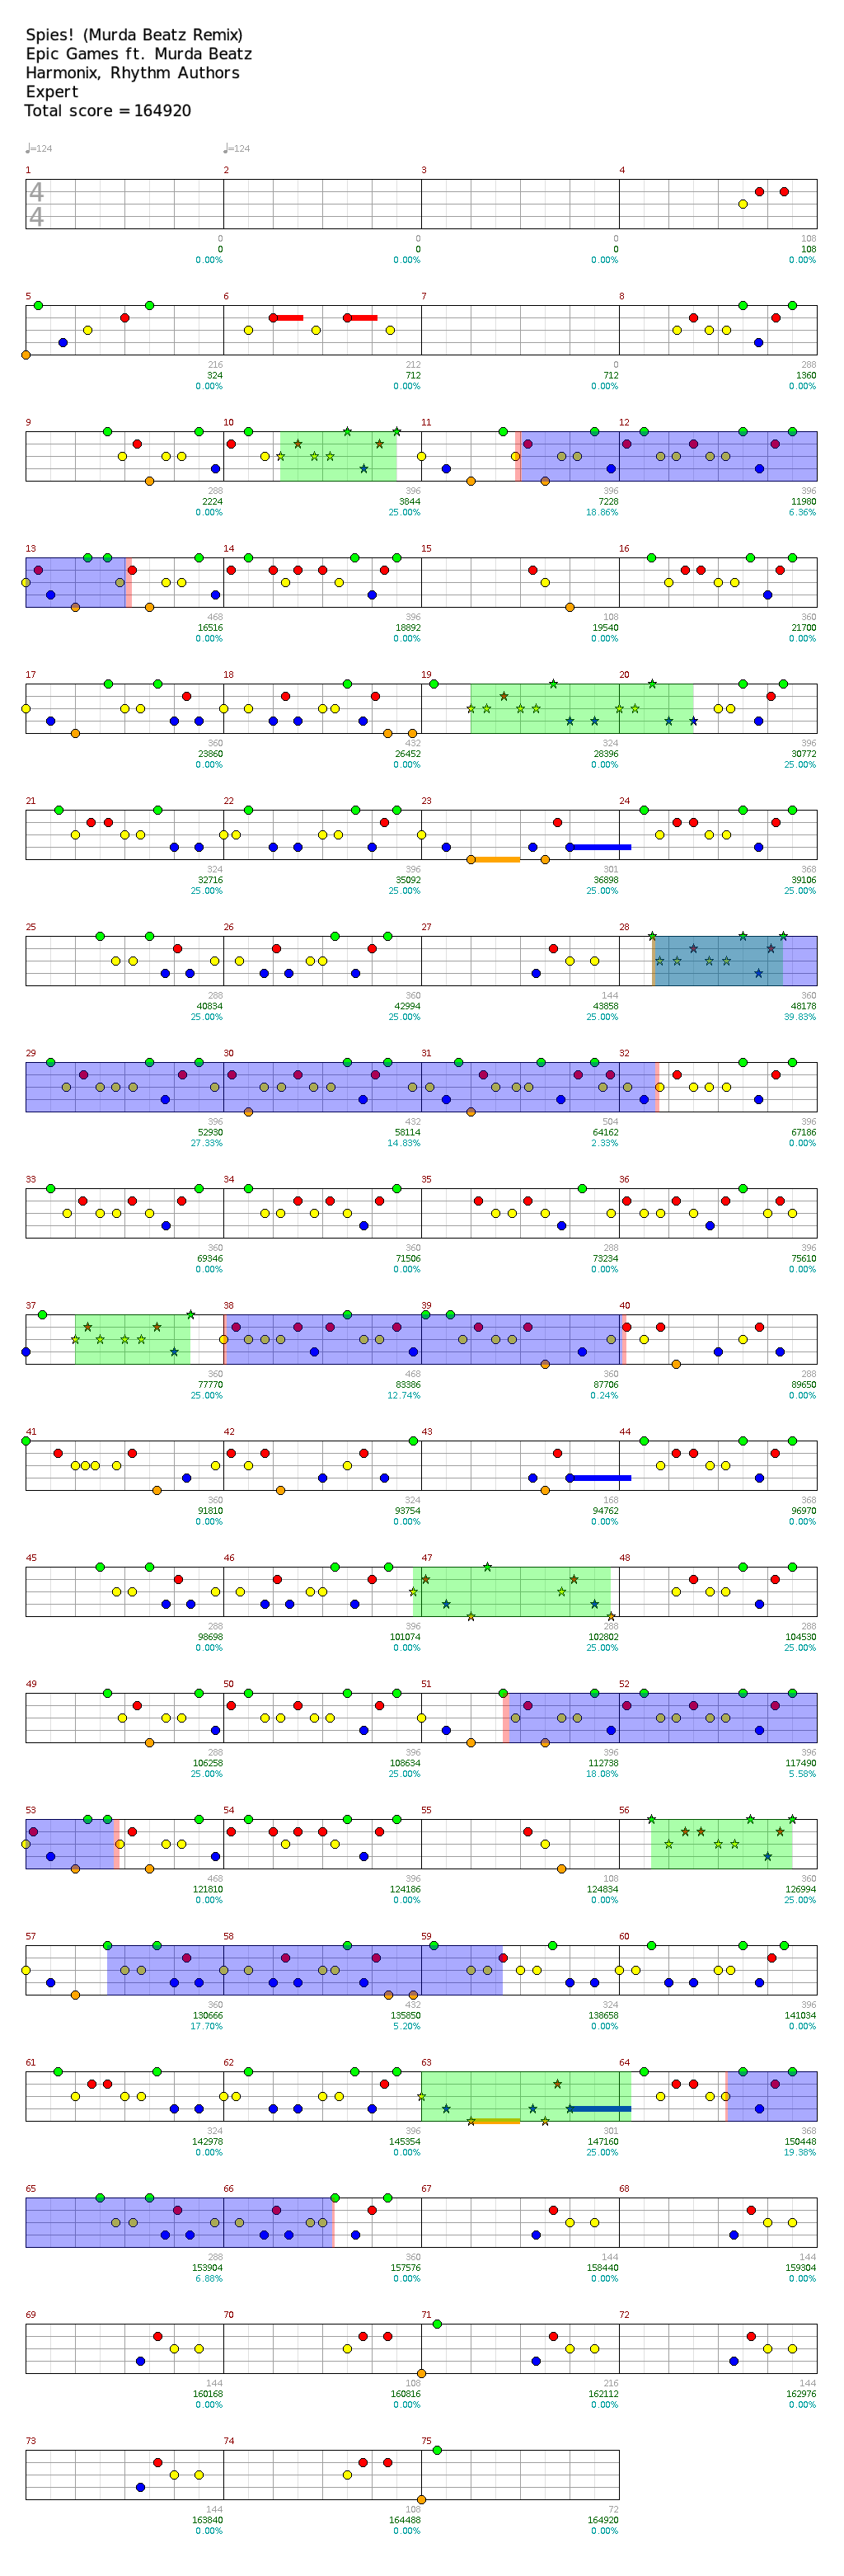 Spies! (Murda Beatz Remix)
Epic Games ft. Murda Beatz
Harmonix, Rhythm Authors
Expert
Total score = 164920
♩=124 ♩=124
1 2 3 4
4
4
0 0 0 108
0 0 0 108
0.00% 0.00% 0.00% 0.00%
5 6 7 8
216 212 0 288
324 712 712 1360
0.00% 0.00% 0.00% 0.00%
9 10 11 12
288 396 396 396
2224 3844 7228 11980
0.00% 25.00% 18.86% 6.36%
13 14 15 16
468 396 108 360
16516 18892 19540 21700
0.00% 0.00% 0.00% 0.00%
17 18 19 20
360 432 324 396
23860 26452 28396 30772
0.00% 0.00% 0.00% 25.00%
21 22 23 24
324 396 301 368
32716 35092 36898 39106
25.00% 25.00% 25.00% 25.00%
25 26 27 28
288 360 144 360
40834 42994 43858 48178
25.00% 25.00% 25.00% 39.83%
29 30 31 32
396 432 504 396
52930 58114 64162 67186
27.33% 14.83% 2.33% 0.00%
33 34 35 36
360 360 288 396
69346 71506 73234 75610
0.00% 0.00% 0.00% 0.00%
37 38 39 40
360 468 360 288
77770 83386 87706 89650
25.00% 12.74% 0.24% 0.00%
41 42 43 44
360 324 168 368
91810 93754 94762 96970
0.00% 0.00% 0.00% 0.00%
45 46 47 48
288 396 288 288
98698 101074 102802 104530
0.00% 0.00% 25.00% 25.00%
49 50 51 52
288 396 396 396
106258 108634 112738 117490
25.00% 25.00% 18.08% 5.58%
53 54 55 56
468 396 108 360
121810 124186 124834 126994
0.00% 0.00% 0.00% 25.00%
57 58 59 60
360 432 324 396
130666 135850 138658 141034
17.70% 5.20% 0.00% 0.00%
61 62 63 64
324 396 301 368
142978 145354 147160 150448
0.00% 0.00% 25.00% 19.38%
65 66 67 68
288 360 144 144
153904 157576 158440 159304
6.88% 0.00% 0.00% 0.00%
69 70 71 72
144 108 216 144
160168 160816 162112 162976
0.00% 0.00% 0.00% 0.00%
73 74 75
144 108 72
163840 164488 164920
0.00% 0.00% 0.00%